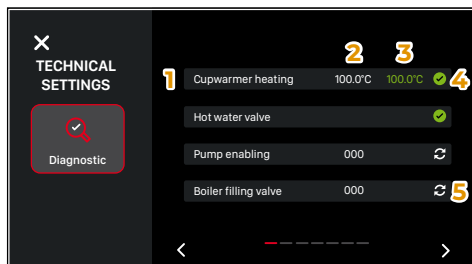 TECHNICAL
SETTINGS
Diagnostic
2 3
1 Cupwarmer heating 100.0°C 100.0°C 4
Hot water valve
Pump enabling 000
Boiler filling valve 000 5